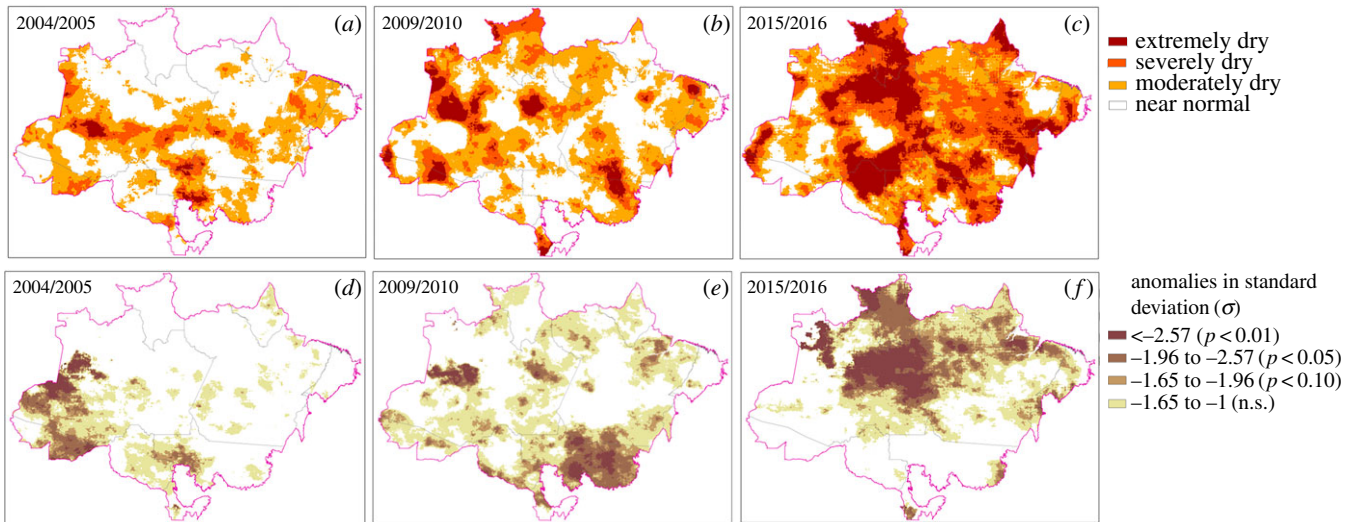 2004/2005 (a)
2009/2010 (b)
2015/2016 (c)
extremely dry
severely dry
moderately dry
near normal
2004/2005 (d)
2009/2010 (e)
2015/2016 (f)
anomalies in standard
deviation (σ)
<–2.57 (p < 0.01)
–1.96 to –2.57 (p < 0.05)
–1.65 to –1.96 (p < 0.10)
–1.65 to –1 (n.s.)